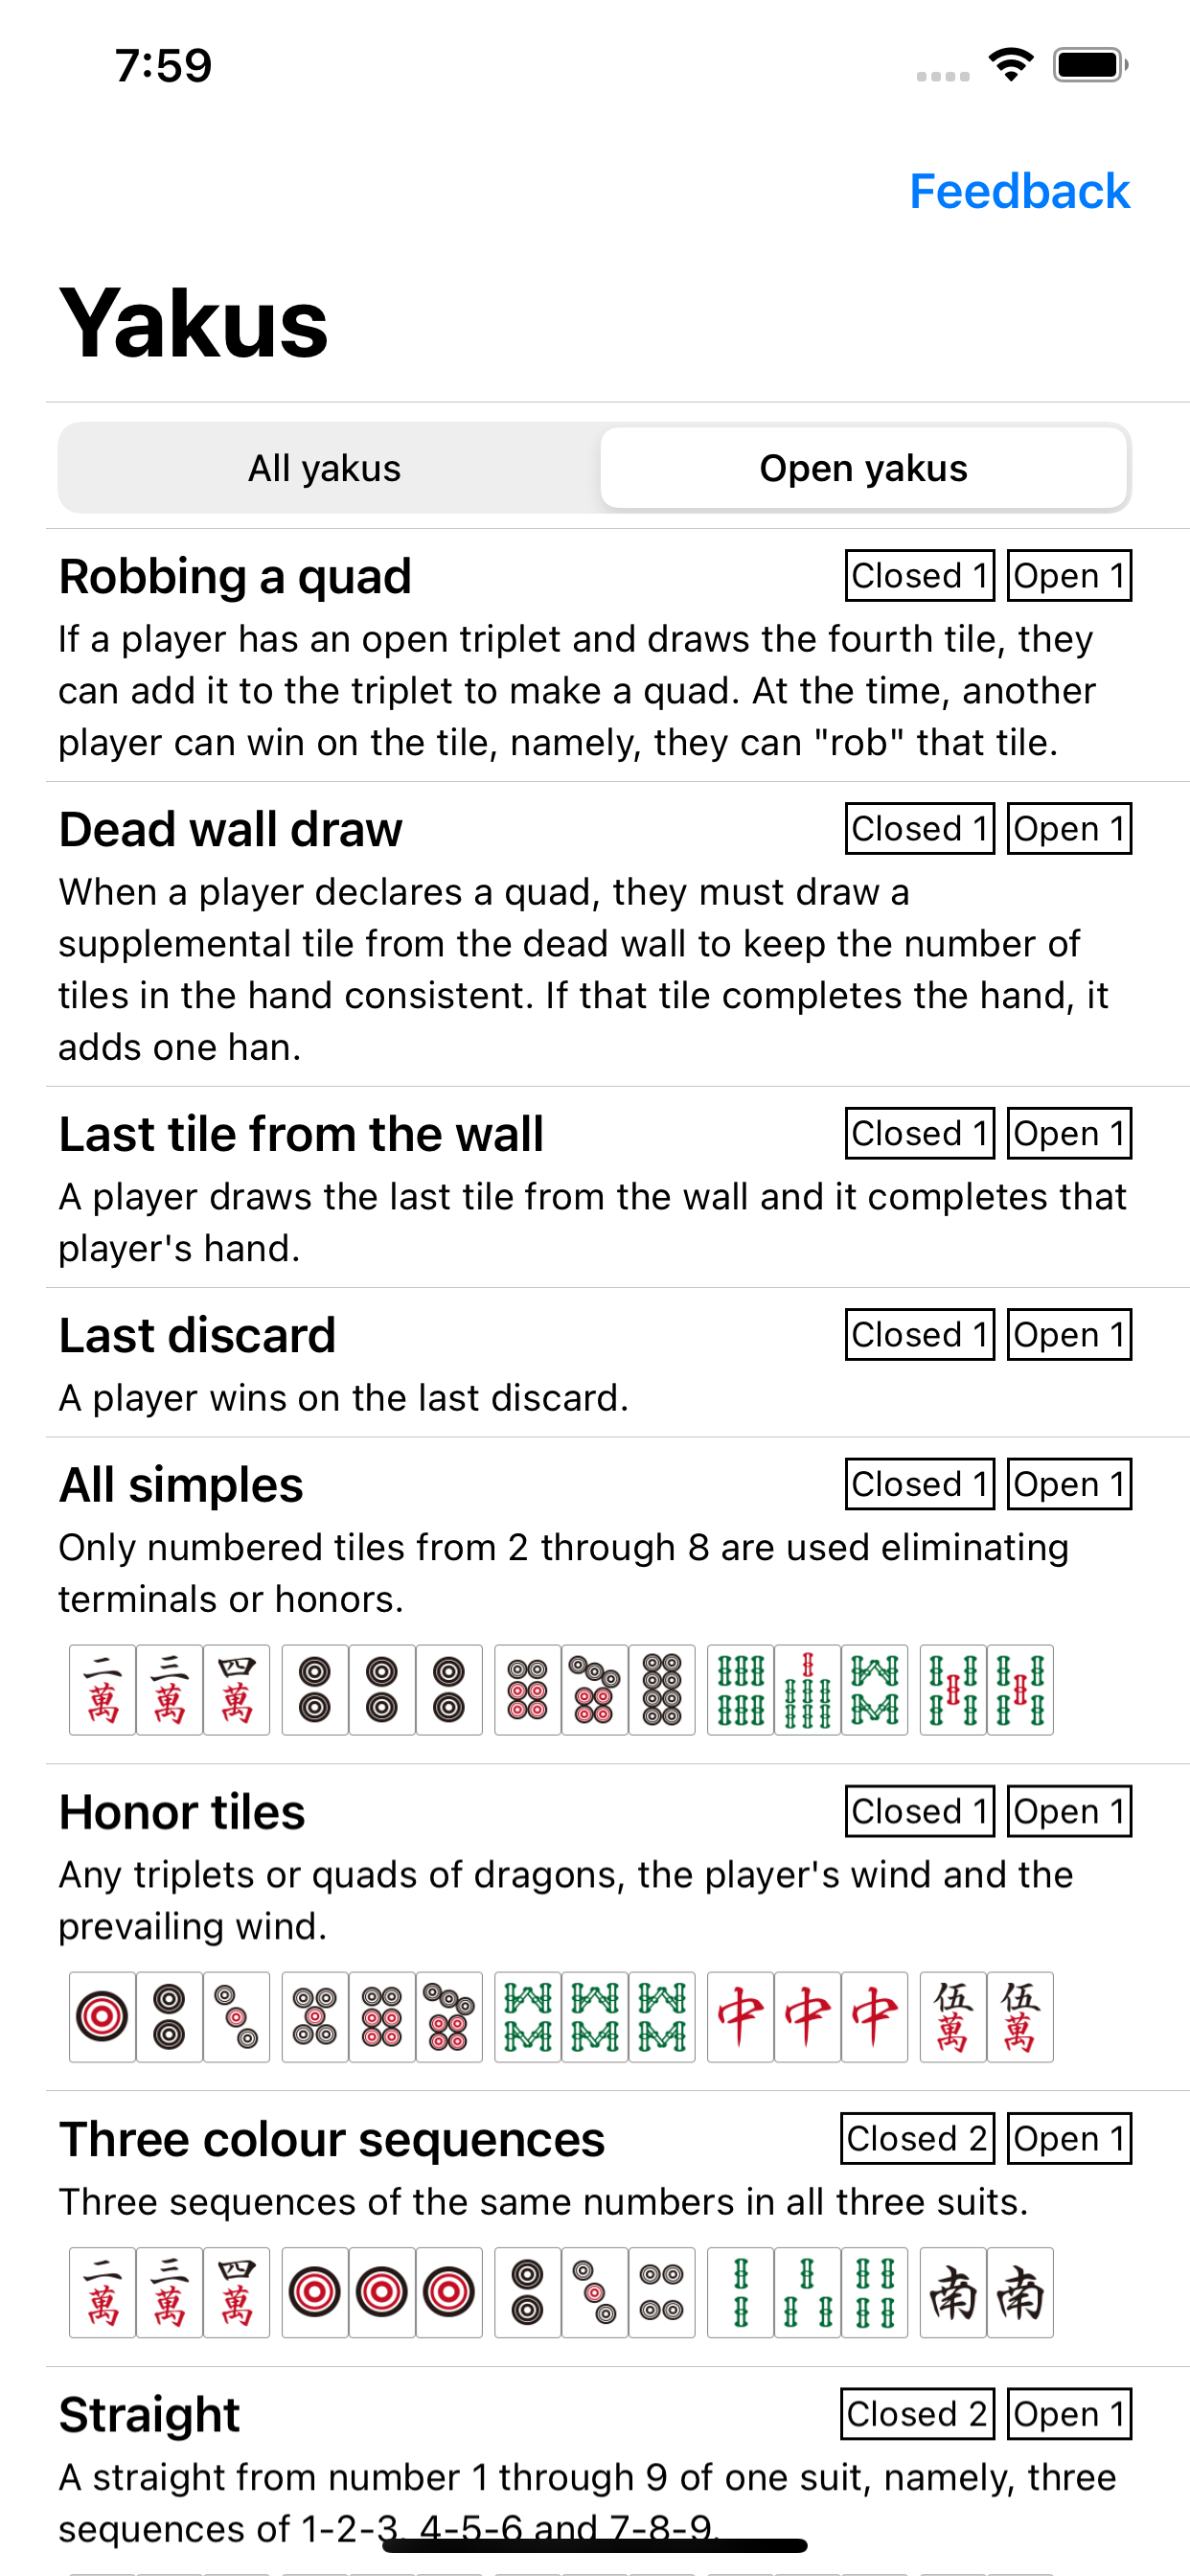 7:59
Feedback
Yakus
All yakus
Open yakus
Robbing a quad
Closed 1
Open 1
If a player has an open triplet and draws the fourth tile, they
can add it to the triplet to make a quad. At the time, another
player can win on the tile, namely, they can "rob" that tile.
Dead wall draw
Closed 1
Open 1
When a player declares a quad, they must draw a
supplemental tile from the dead wall to keep the number of
tiles in the hand consistent. If that tile completes the hand, it
adds one han.
Last tile from the wall
Closed 1
Open 1
A player draws the last tile from the wall and it completes that
player's hand.
Last discard
Closed 1
Open 1
A player wins on the last discard.
All simples
Closed 1
Open 1
Only numbered tiles from 2 through 8 are used eliminating
terminals or honors.
二萬 三萬 四萬
Honor tiles
Closed 1
Open 1
Any triplets or quads of dragons, the player's wind and the
prevailing wind.
中 中 中 伍萬 伍萬
Three colour sequences
Closed 2
Open 1
Three sequences of the same numbers in all three suits.
二萬 三萬 四萬 南 南
Straight
Closed 2
Open 1
A straight from number 1 through 9 of one suit, namely, three
sequences of 1-2-3, 4-5-6 and 7-8-9.